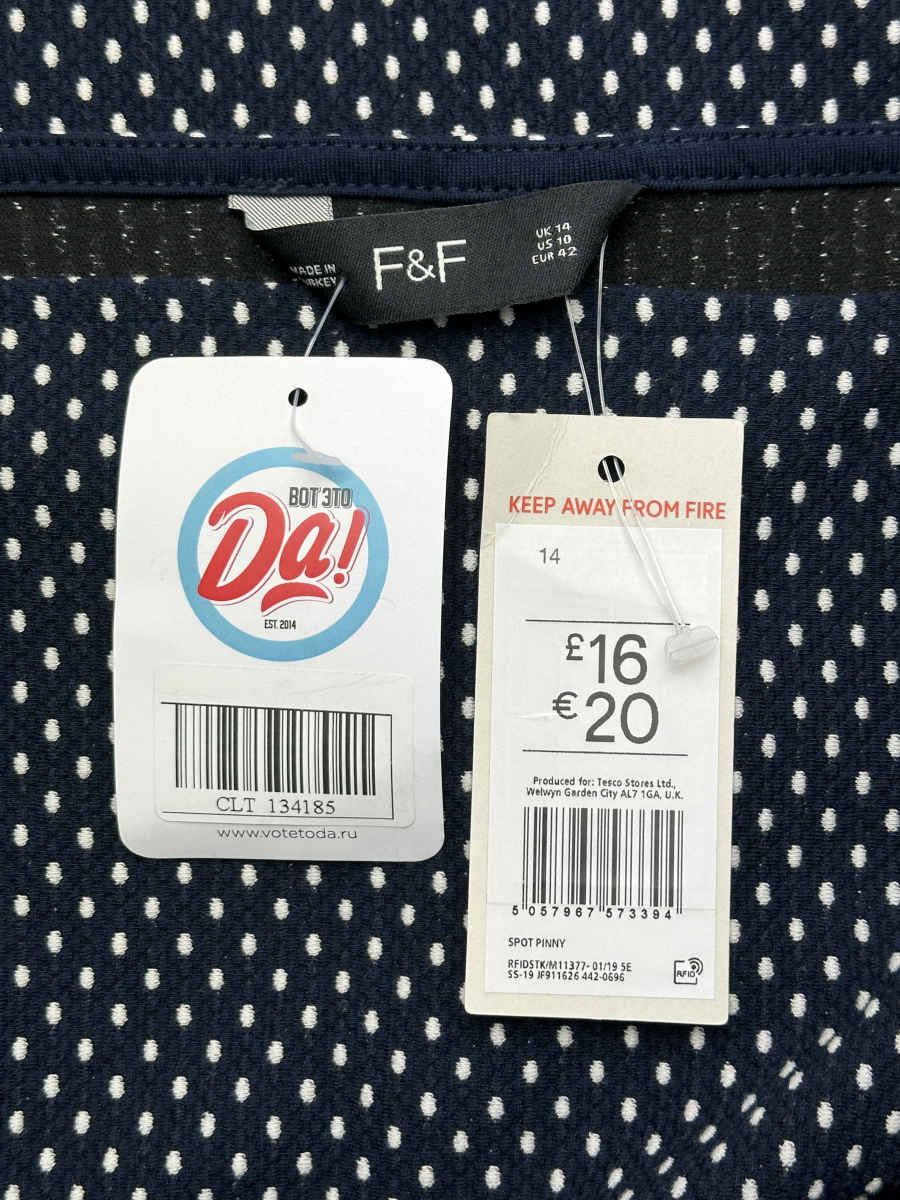 MADE IN
F&F
UK 14
US 10
EUR 42
ВОТ ЭТО
Да!
EST. 2014
CLT 134185
www.votetoda.ru
KEEP AWAY FROM FIRE
14
£16
€20
Produced for: Tesco Stores Ltd.,
Welwyn Garden City AL7 1GA, U.K.
5 057967 573394
SPOT PINNY
RFIDSTK/M11377- 01/19 5E
SS-19 JF911626 442-0696
RFID